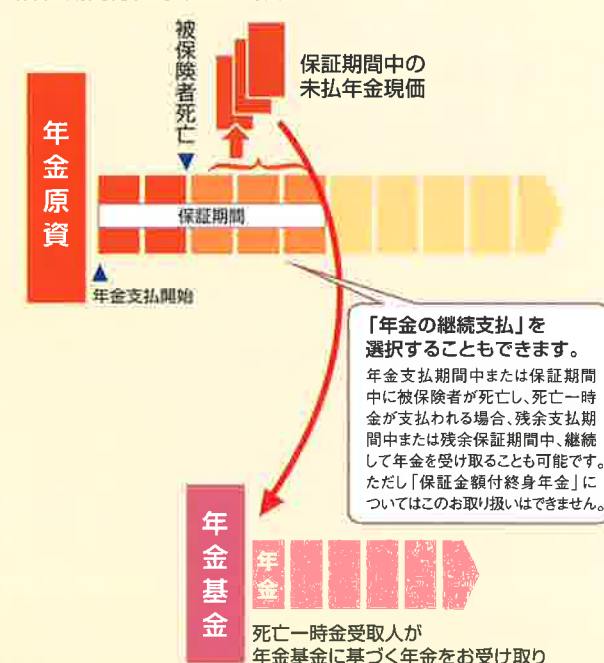 被保険者死亡
保証期間中の
未払年金現価
年金原資
保証期間
年金支払開始
「年金の継続支払」を
選択することもできます。
年金支払期間中または保証期間
中に被保険者が死亡し、死亡一時
金が支払われる場合、残余支払期
間中または残余保証期間中、継続
して年金を受け取ることも可能です。
ただし「保証金額付終身年金」に
ついてはこのお取り扱いはできません。
年金基金
年金
死亡一時金受取人が
年金基金に基づく年金をお受け取り